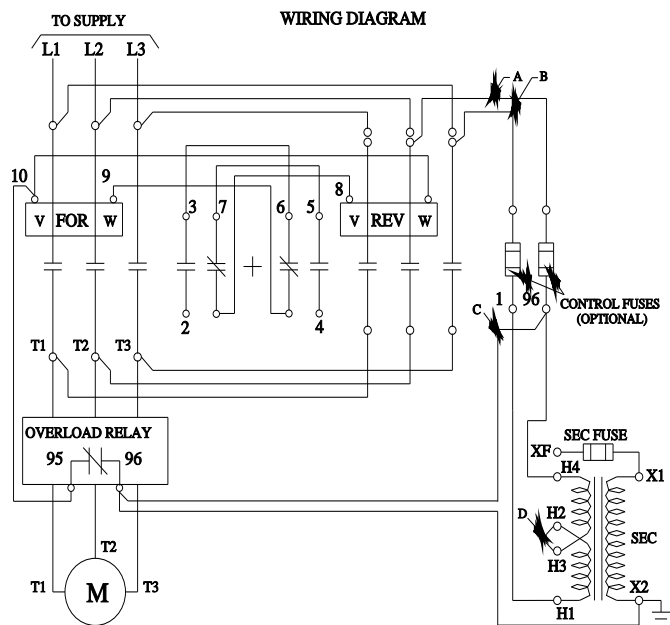 WIRING DIAGRAM
TO SUPPLY
L1 L2 L3
A B
10 9 8
3 7 6 5
V FOR W
V REV W
1 96
CONTROL FUSES
(OPTIONAL)
C
2 4
T1 T2 T3
OVERLOAD RELAY
95 96
SEC FUSE
XF
H4 X1
H2
D
SEC
H3
T2
T1 M T3
X2
H1